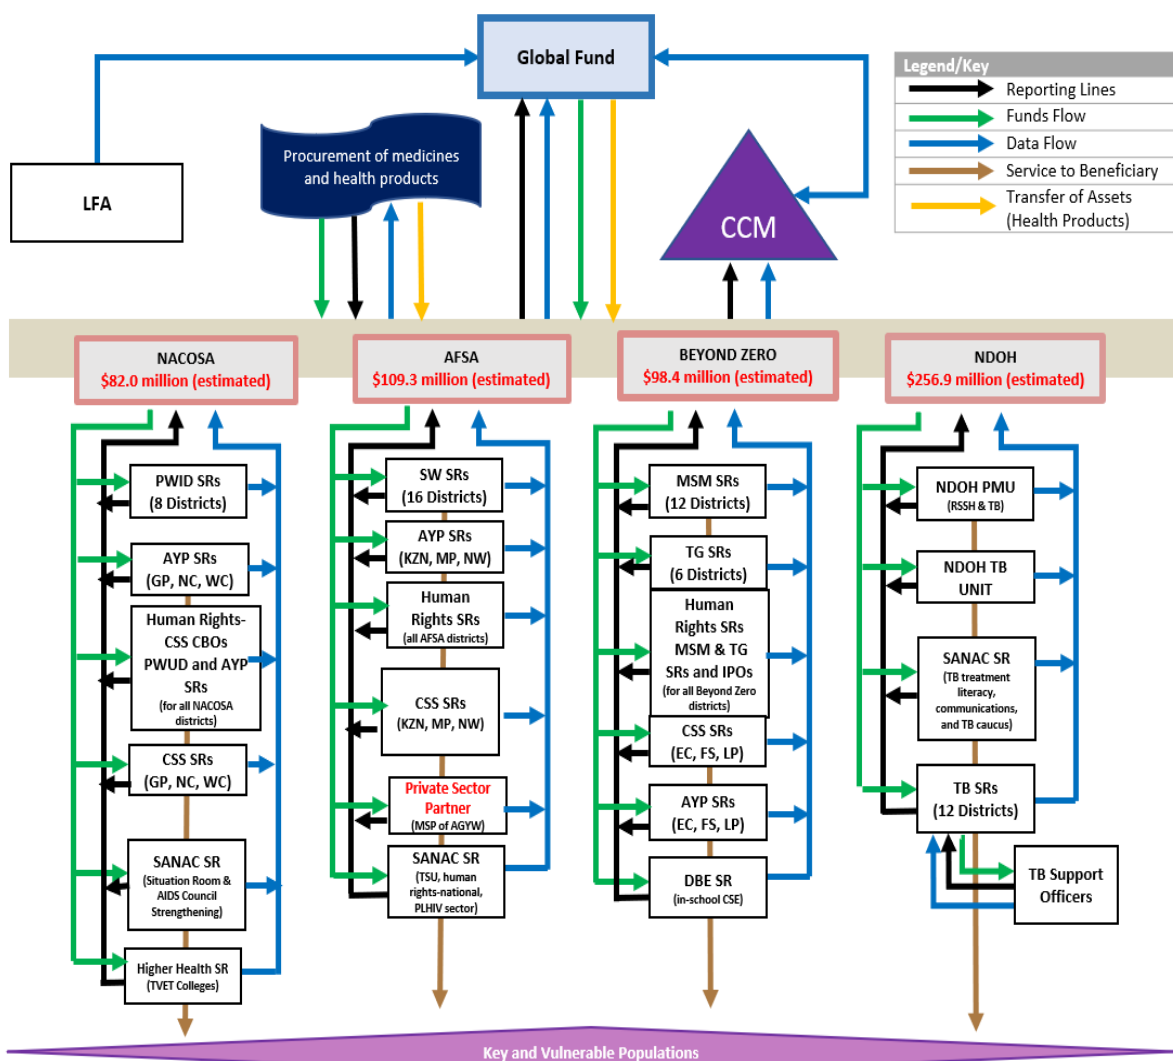 Global Fund
Legend/Key
Reporting Lines
Funds Flow
Data Flow
Service to Beneficiary
Transfer of Assets
(Health Products)
Procurement of medicines
and health products
LFA
CCM
NACOSA
$82.0 million (estimated)
AFSA
$109.3 million (estimated)
BEYOND ZERO
$98.4 million (estimated)
NDOH
$256.9 million (estimated)
PWID SRs
(8 Districts)
AYP SRs
(GP, NC, WC)
Human Rights-
CSS CBOs
PWUD and AYP
SRs
(for all NACOSA
districts)
CSS SRs
(GP, NC, WC)
SANAC SR
(Situation Room &
AIDS Council
Strengthening)
Higher Health SR
(TVET Colleges)
SW SRs
(16 Districts)
AYP SRs
(KZN, MP, NW)
Human
Rights SRs
(all AFSA districts)
CSS SRs
(KZN, MP, NW)
Private Sector
Partner
(MSP of AGYW)
SANAC SR
(TSU, human
rights-national,
PLHIV sector)
MSM SRs
(12 Districts)
TG SRs
(6 Districts)
Human
Rights SRs
MSM & TG
SRs and IPOs
(for all Beyond Zero
districts)
CSS SRs
(EC, FS, LP)
AYP SRs
(EC, FS, LP)
DBE SR
(in-school CSE)
NDOH PMU
(RSSH & TB)
NDOH TB
UNIT
SANAC SR
(TB treatment
literacy,
communications,
and TB caucus)
TB SRs
(12 Districts)
TB Support
Officers
Key and Vulnerable Populations